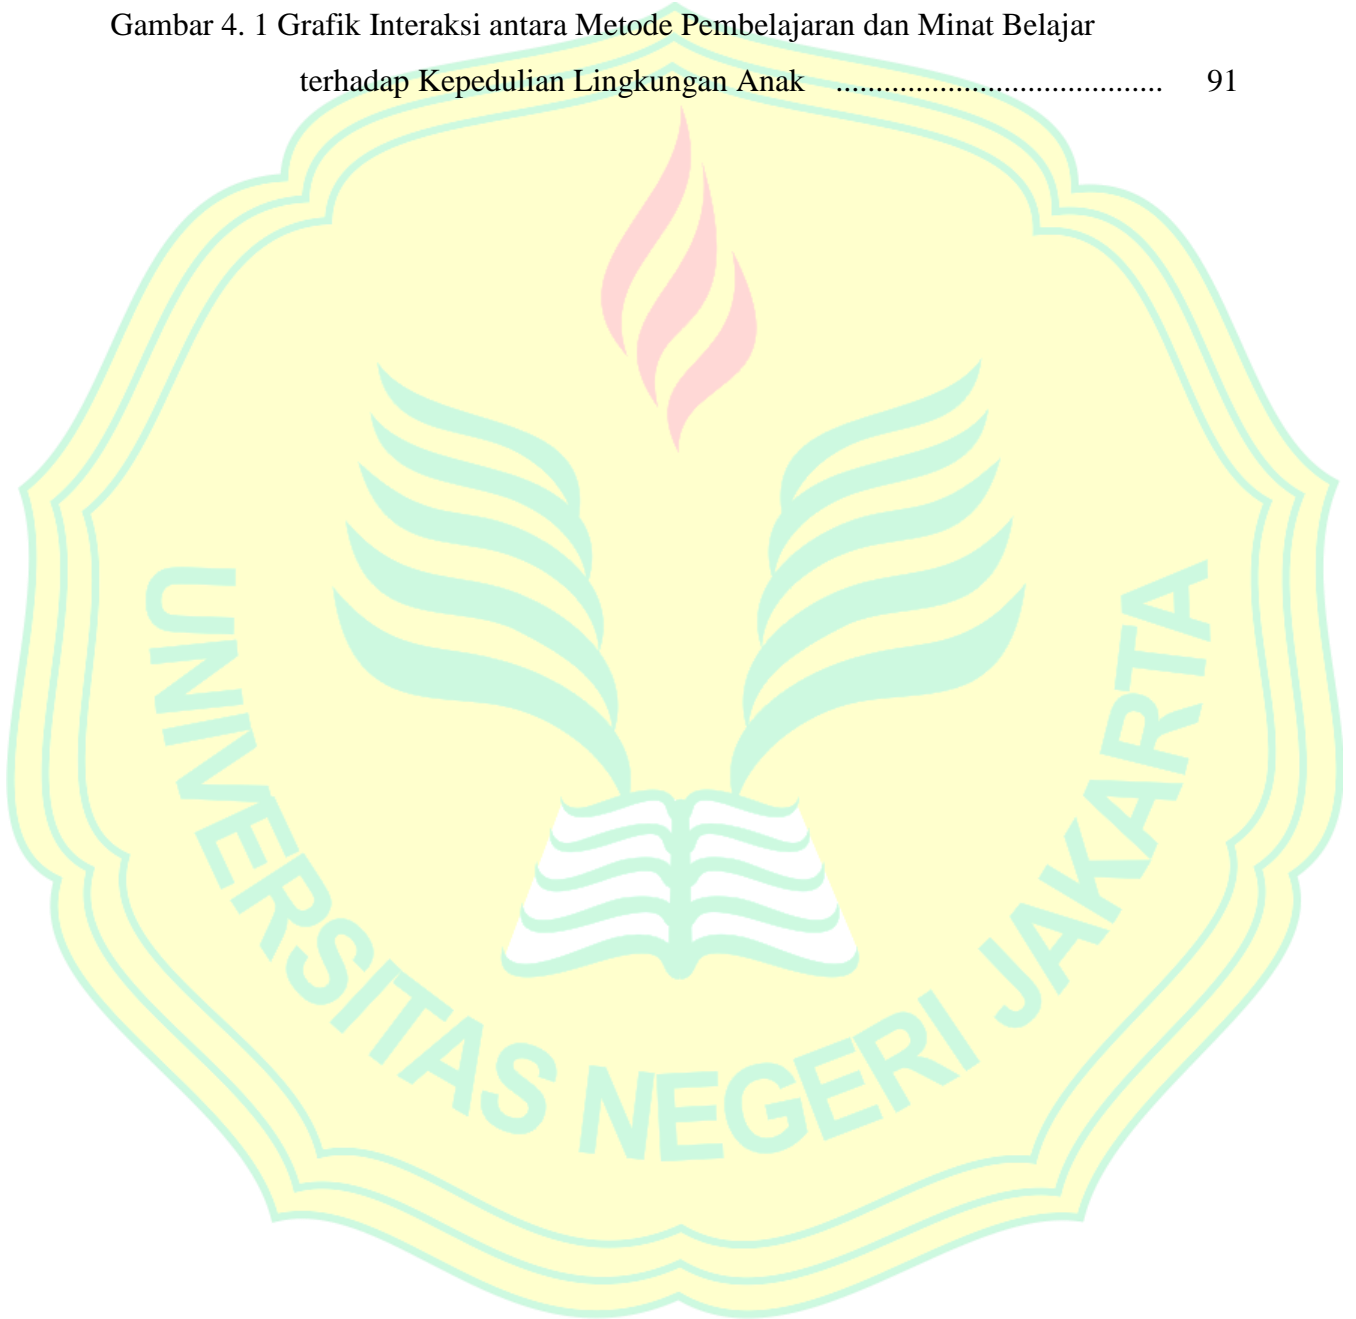 Gambar 4. 1 Grafik Interaksi antara Metode Pembelajaran dan Minat Belajar
terhadap Kepedulian Lingkungan Anak ......................................... 91
UNIVERSITAS NEGERI JAKARTA